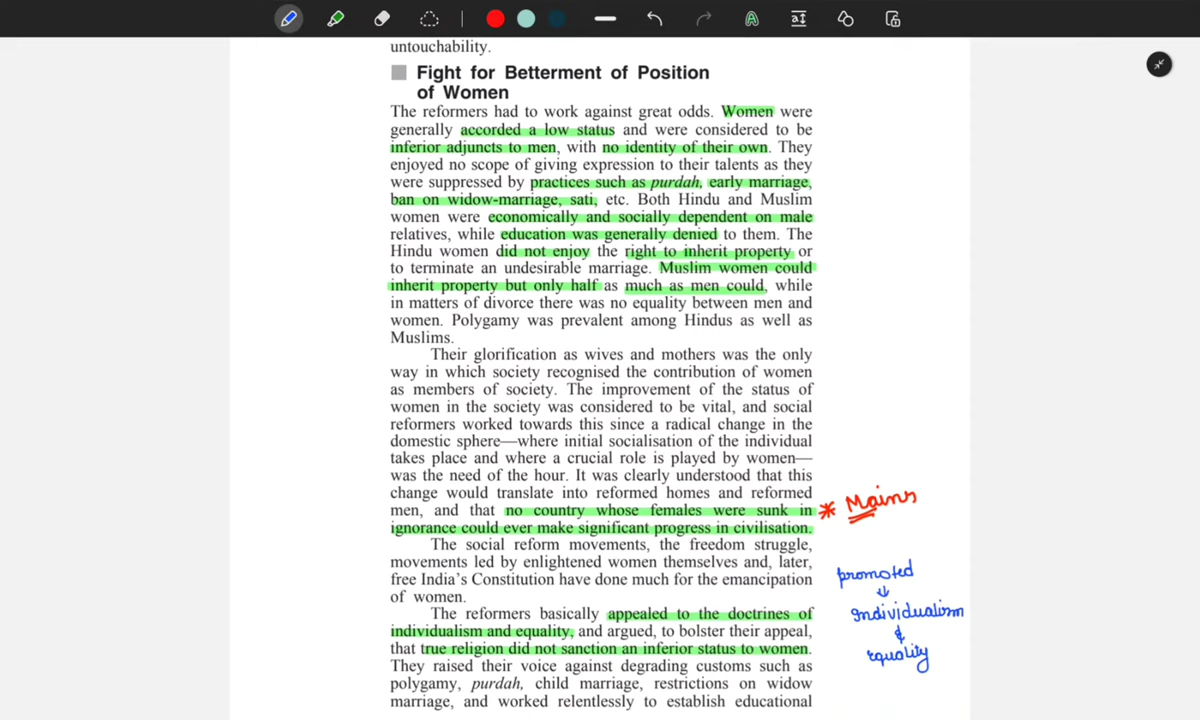 untouchability.
Fight for Betterment of Position
of Women
The reformers had to work against great odds. Women were
generally accorded a low status and were considered to be
inferior adjuncts to men, with no identity of their own. They
enjoyed no scope of giving expression to their talents as they
were suppressed by practices such as purdah, early marriage,
ban on widow-marriage, sati, etc. Both Hindu and Muslim
women were economically and socially dependent on male
relatives, while education was generally denied to them. The
Hindu women did not enjoy the right to inherit property or
to terminate an undesirable marriage. Muslim women could
inherit property but only half as much as men could, while
in matters of divorce there was no equality between men and
women. Polygamy was prevalent among Hindus as well as
Muslims.
Their glorification as wives and mothers was the only
way in which society recognised the contribution of women
as members of society. The improvement of the status of
women in the society was considered to be vital, and social
reformers worked towards this since a radical change in the
domestic sphere—where initial socialisation of the individual
takes place and where a crucial role is played by women—
was the need of the hour. It was clearly understood that this
change would translate into reformed homes and reformed
men, and that no country whose females were sunk in
ignorance could ever make significant progress in civilisation.
* Mains
The social reform movements, the freedom struggle,
movements led by enlightened women themselves and, later,
free India's Constitution have done much for the emancipation
of women.
The reformers basically appealed to the doctrines of
individualism and equality, and argued, to bolster their appeal,
that true religion did not sanction an inferior status to women.
They raised their voice against degrading customs such as
polygamy, purdah, child marriage, restrictions on widow
marriage, and worked relentlessly to establish educational
promoted
↓
individualism
&
equality